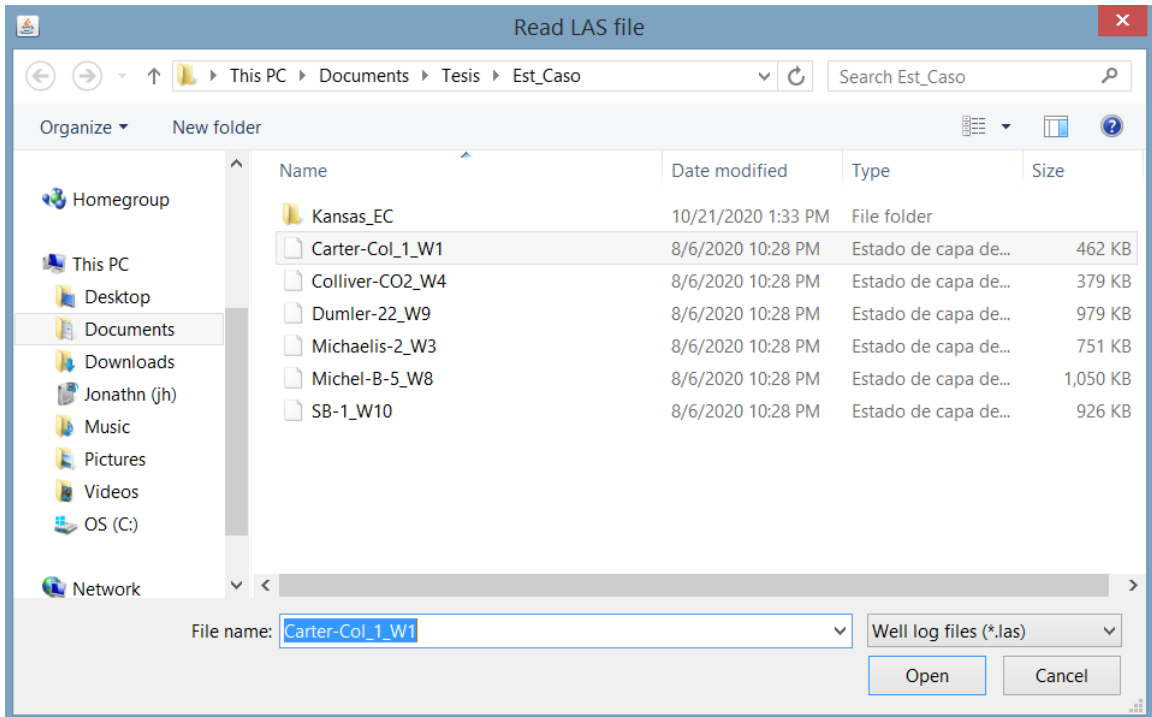 Read LAS file
This PC Documents Tesis Est_Caso Search Est_Caso
Organize New folder
Name Date modified Type Size
Homegroup
This PC
Desktop
Documents
Downloads
Jonathn (jh)
Music
Pictures
Videos
OS (C:)
Network
Kansas_EC 10/21/2020 1:33 PM File folder
Carter-Col_1_W1 8/6/2020 10:28 PM Estado de capa de... 462 KB
Colliver-CO2_W4 8/6/2020 10:28 PM Estado de capa de... 379 KB
Dumler-22_W9 8/6/2020 10:28 PM Estado de capa de... 979 KB
Michaelis-2_W3 8/6/2020 10:28 PM Estado de capa de... 751 KB
Michel-B-5_W8 8/6/2020 10:28 PM Estado de capa de... 1,050 KB
SB-1_W10 8/6/2020 10:28 PM Estado de capa de... 926 KB
File name: Carter-Col_1_W1 Well log files (*.las)
Open Cancel